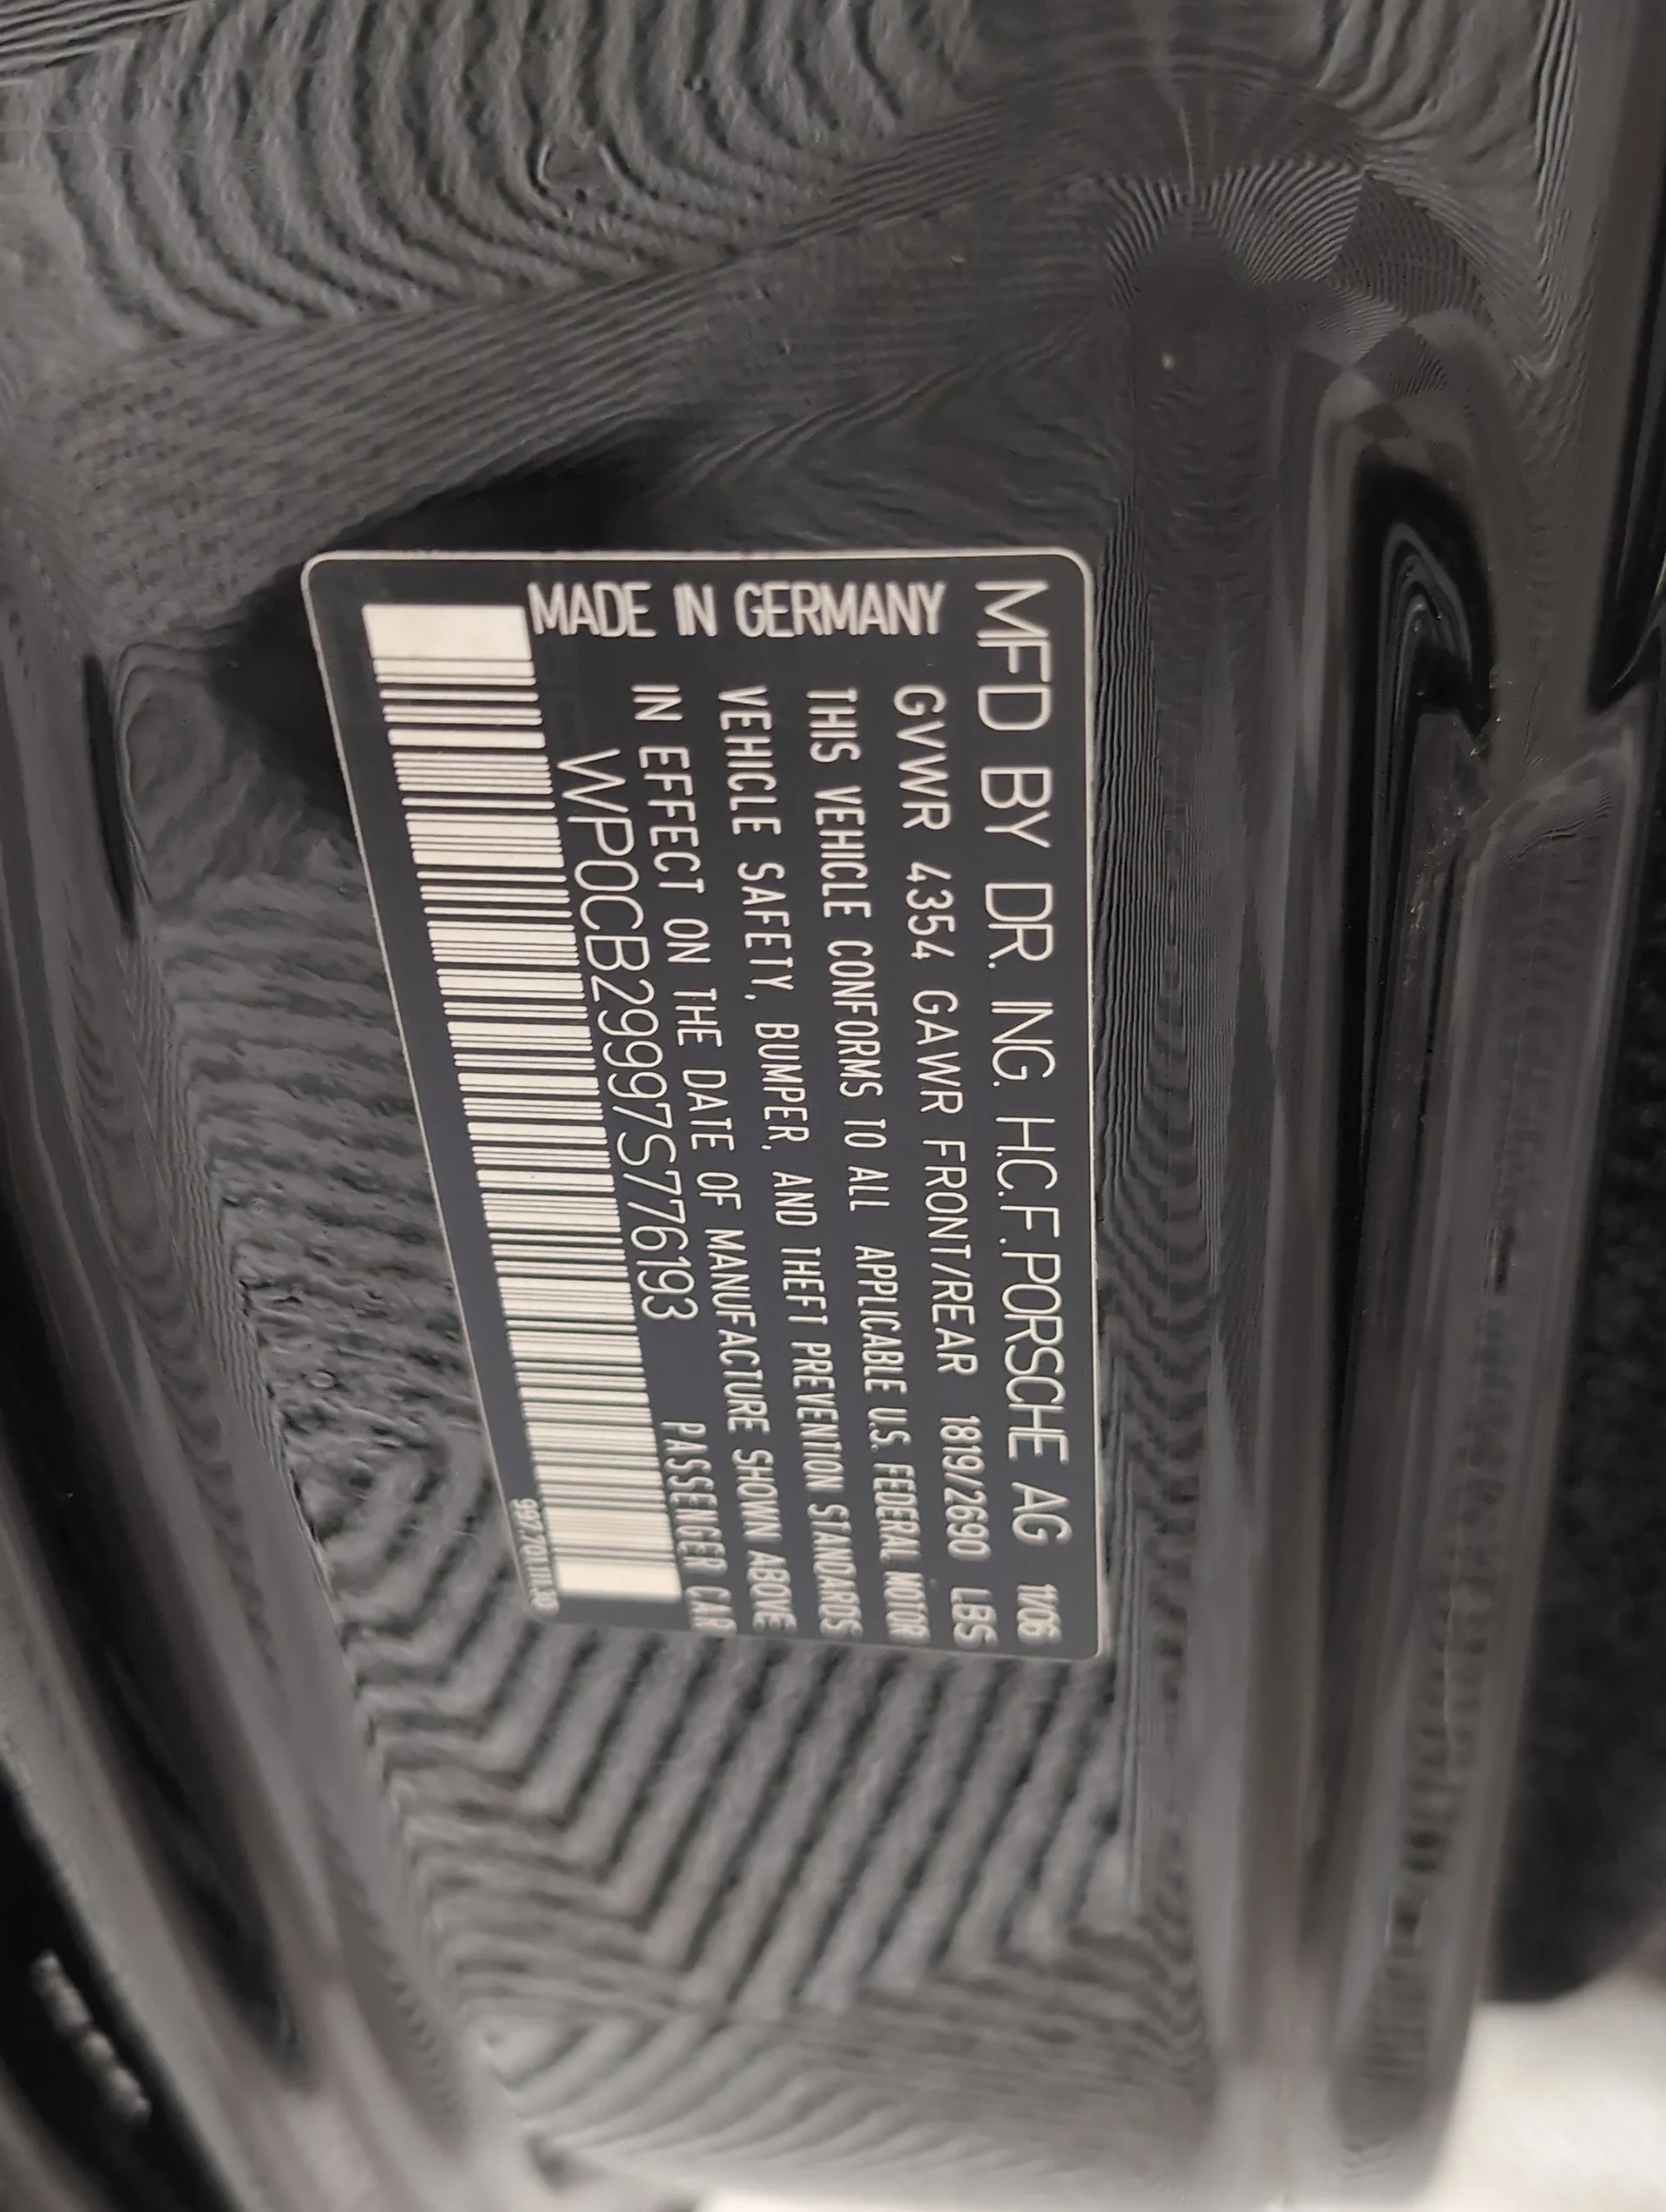 MFD BY DR. ING. H.C.F. PORSCHE AG 11/06
GVWR 4354 GAWR FRONT/REAR 1819/2690 LBS
THIS VEHICLE CONFORMS TO ALL APPLICABLE U.S. FEDERAL MOTOR
VEHICLE SAFETY, BUMPER, AND THEFT PREVENTION STANDARDS
IN EFFECT ON THE DATE OF MANUFACTURE SHOWN ABOVE
WP0CB29997S776193 PASSENGER CAR
MADE IN GERMANY